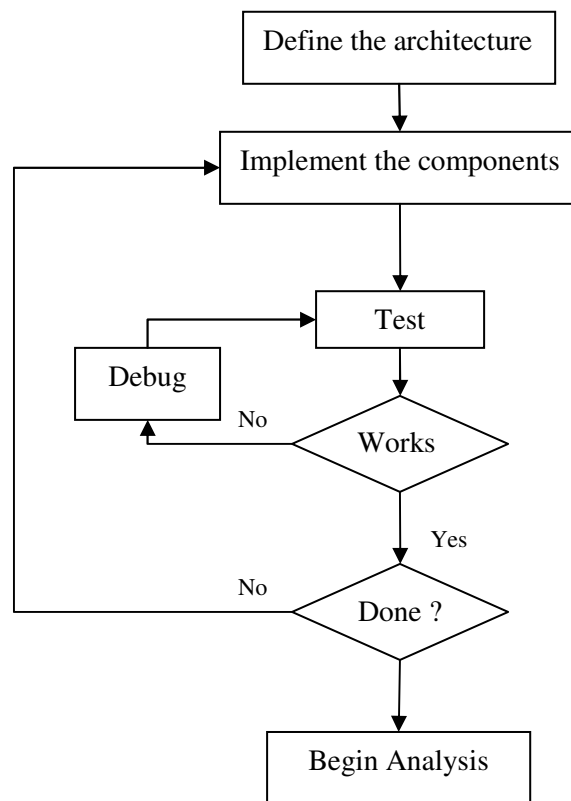 Define the architecture
Implement the components
Test
Debug
No
Works
Yes
No
Done ?
Begin Analysis